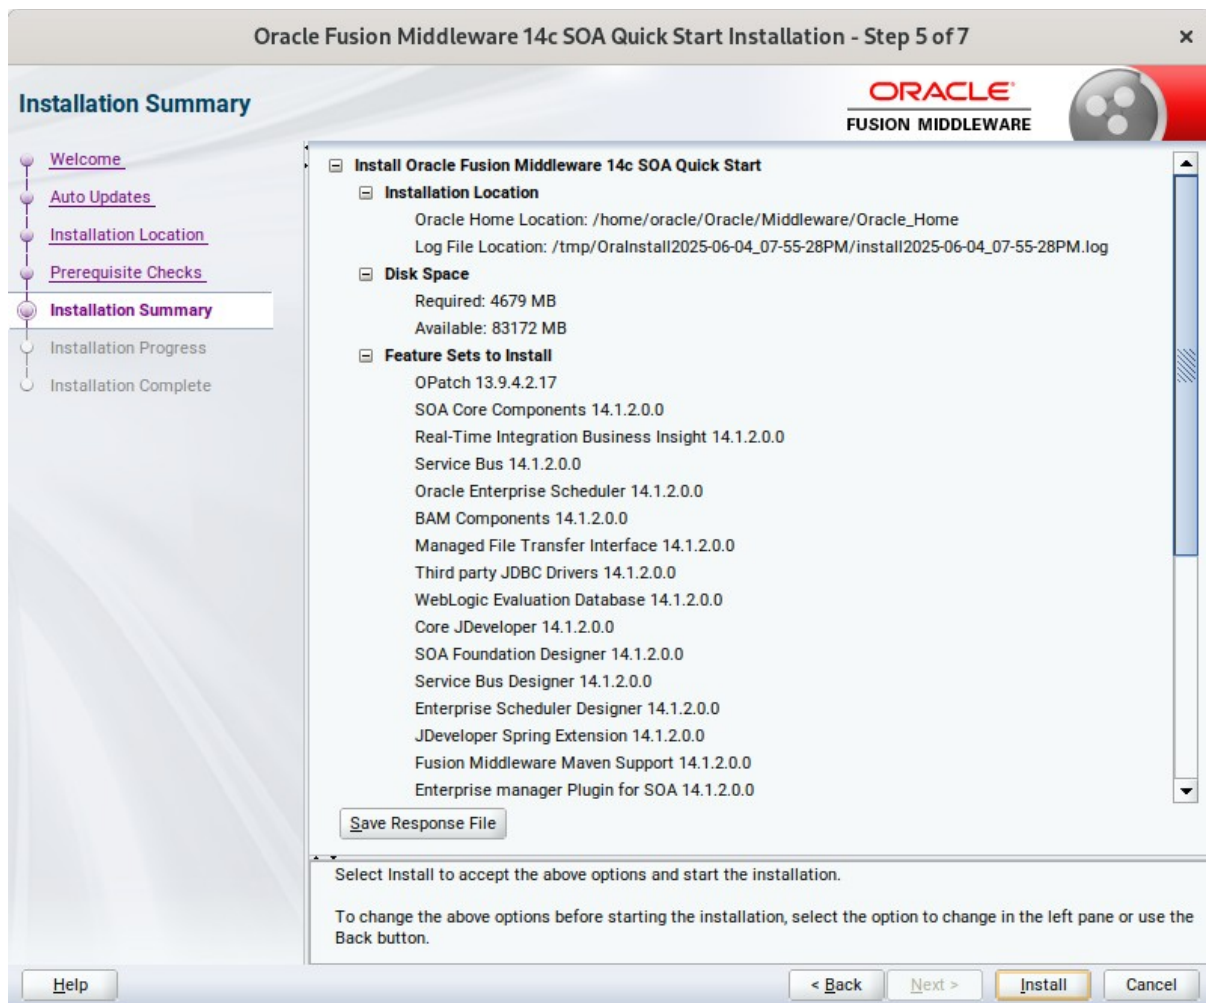 Oracle Fusion Middleware 14c SOA Quick Start Installation - Step 5 of 7
Installation Summary
ORACLE
FUSION MIDDLEWARE
Welcome
Auto Updates
Installation Location
Prerequisite Checks
Installation Summary
Installation Progress
Installation Complete
Install Oracle Fusion Middleware 14c SOA Quick Start
Installation Location
Oracle Home Location: /home/oracle/Oracle/Middleware/Oracle_Home
Log File Location: /tmp/OraInstall2025-06-04_07-55-28PM/install2025-06-04_07-55-28PM.log
Disk Space
Required: 4679 MB
Available: 83172 MB
Feature Sets to Install
OPatch 13.9.4.2.17
SOA Core Components 14.1.2.0.0
Real-Time Integration Business Insight 14.1.2.0.0
Service Bus 14.1.2.0.0
Oracle Enterprise Scheduler 14.1.2.0.0
BAM Components 14.1.2.0.0
Managed File Transfer Interface 14.1.2.0.0
Third party JDBC Drivers 14.1.2.0.0
WebLogic Evaluation Database 14.1.2.0.0
Core JDeveloper 14.1.2.0.0
SOA Foundation Designer 14.1.2.0.0
Service Bus Designer 14.1.2.0.0
Enterprise Scheduler Designer 14.1.2.0.0
JDeveloper Spring Extension 14.1.2.0.0
Fusion Middleware Maven Support 14.1.2.0.0
Enterprise manager Plugin for SOA 14.1.2.0.0
Save Response File
Select Install to accept the above options and start the installation.
To change the above options before starting the installation, select the option to change in the left pane or use the
Back button.
Help
< Back
Next >
Install
Cancel